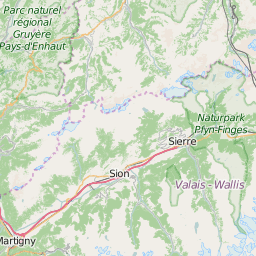 Parc naturel
régional
Gruyère
Pays-d'Enhaut
Naturpark
Pfyn-Finges
Sierre
Sion
Valais - Wallis
Martigny